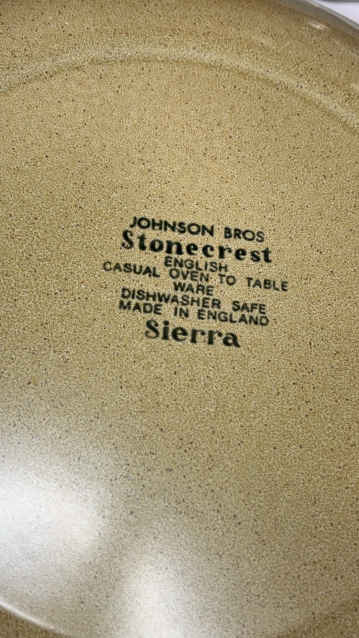 JOHNSON BROS
Stonecrest
ENGLISH
CASUAL OVEN TO TABLE
WARE
DISHWASHER SAFE
MADE IN ENGLAND
Sierra